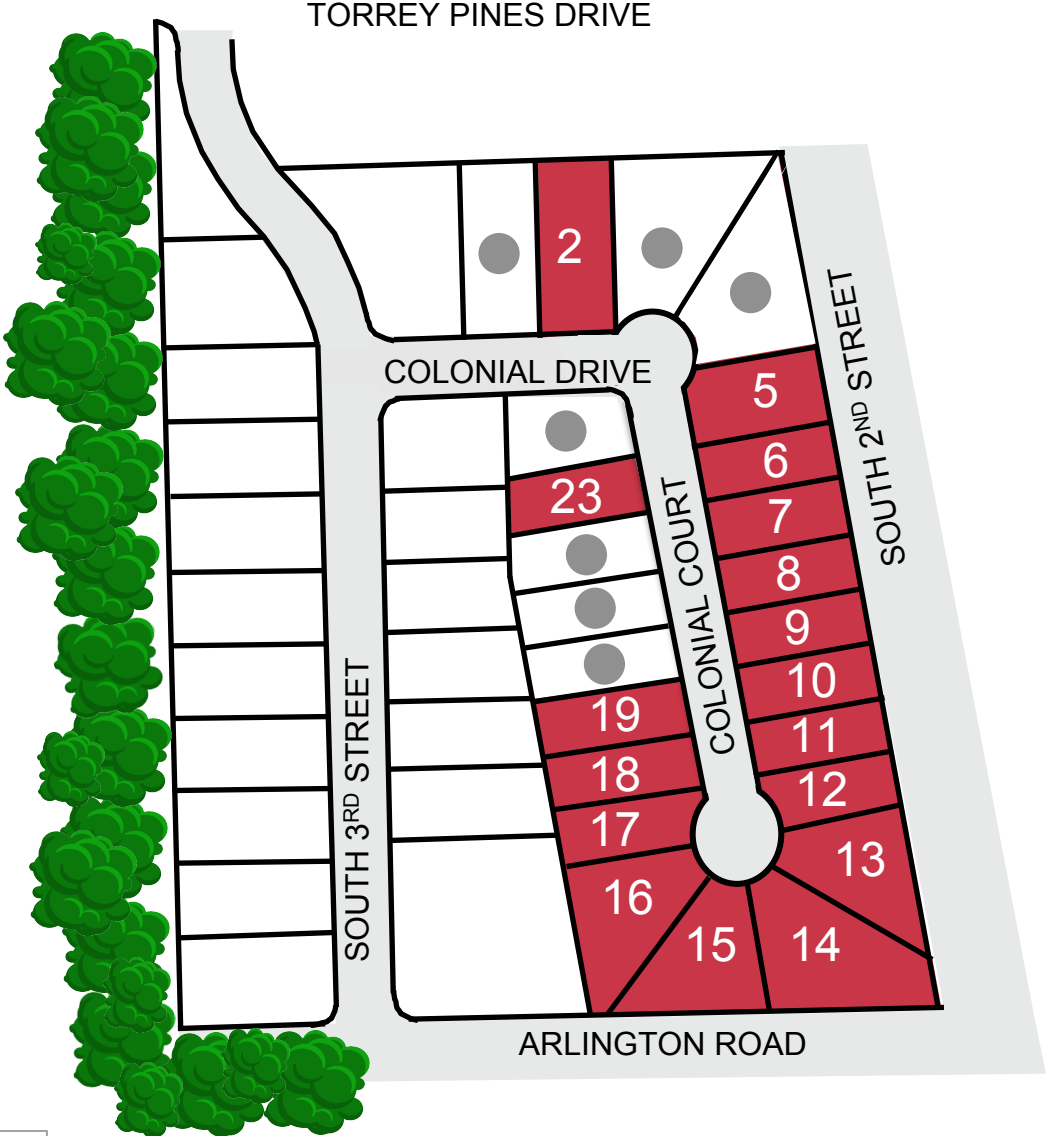 TORREY PINES DRIVE
2
COLONIAL DRIVE
SOUTH 2ND STREET
5
6
23
7
COLONIAL COURT
8
9
10
19
11
18
12
17
SOUTH 3RD STREET
13
16
15
14
ARLINGTON ROAD